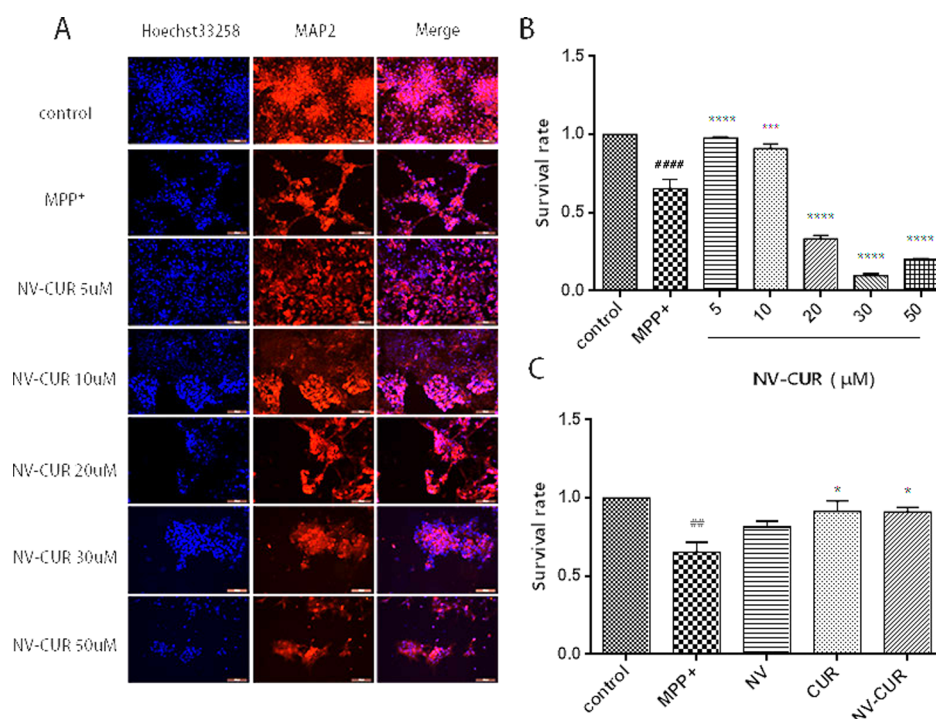 A
Hoechst33258 MAP2 Merge
control
MPP+
NV-CUR 5uM
NV-CUR 10uM
NV-CUR 20uM
NV-CUR 30uM
NV-CUR 50uM
B
Survival rate
1.5
1.0
0.5
0.0
####
****
***
****
****
****
control MPP+ 5 10 20 30 50
NV-CUR ( μM)
C
Survival rate
1.5
1.0
0.5
0.0
##
*
*
control MPP+ NV CUR NV-CUR